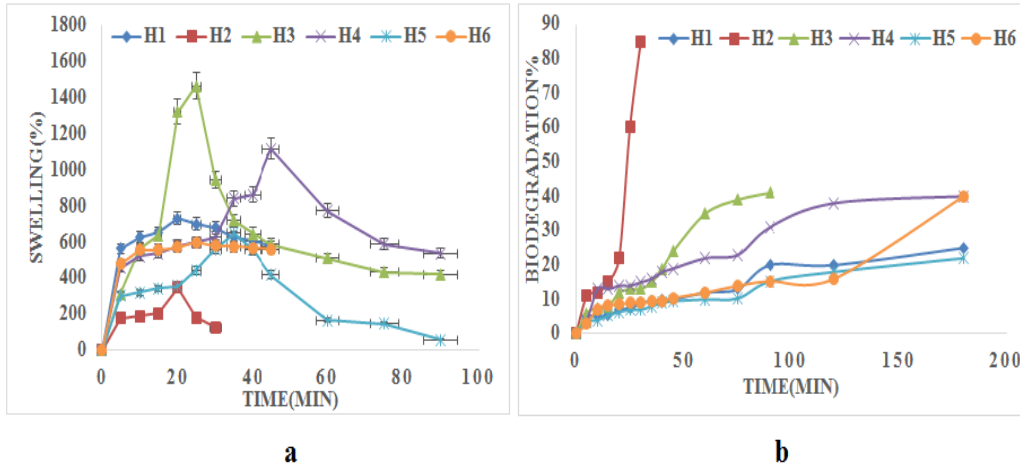 1800
1600
1400
1200
1000
800
600
400
200
0
SWELLING(%)
H1 H2 H3 H4 H5 H6
0 20 40 60 80 100
TIME(MIN)
a
90
80
70
60
50
40
30
20
10
0
BIODEGRADATION%
H1 H2 H3 H4 H5 H6
0 50 100 150 200
TIME(MIN)
b